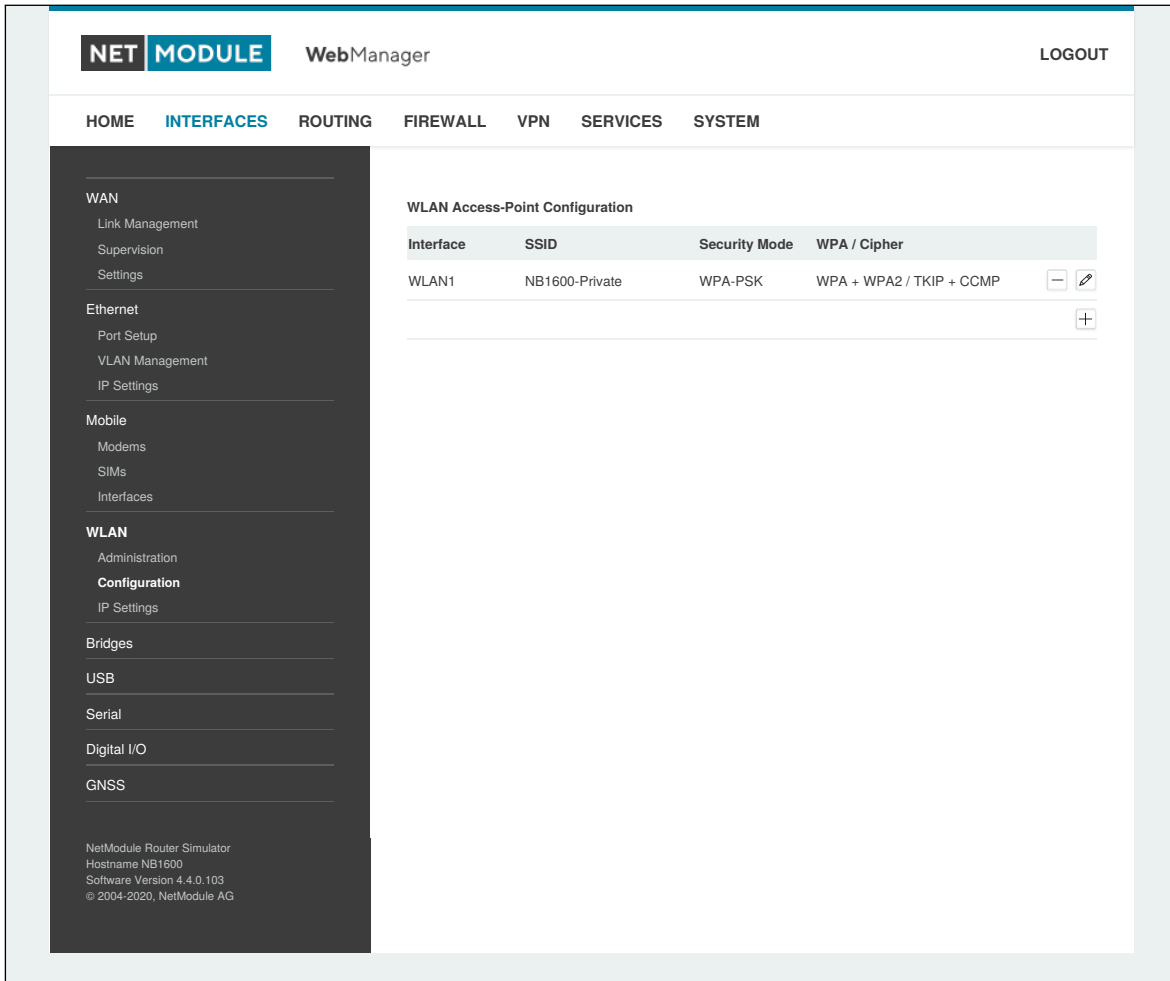 NET MODULE WebManager LOGOUT
HOME INTERFACES ROUTING FIREWALL VPN SERVICES SYSTEM
WAN
Link Management
Supervision
Settings
Ethernet
Port Setup
VLAN Management
IP Settings
Mobile
Modems
SIMs
Interfaces
WLAN
Administration
Configuration
IP Settings
Bridges
USB
Serial
Digital I/O
GNSS
NetModule Router Simulator
Hostname NB1600
Software Version 4.4.0.103
© 2004-2020, NetModule AG
WLAN Access-Point Configuration
Interface SSID Security Mode WPA / Cipher
WLAN1 NB1600-Private WPA-PSK WPA + WPA2 / TKIP + CCMP